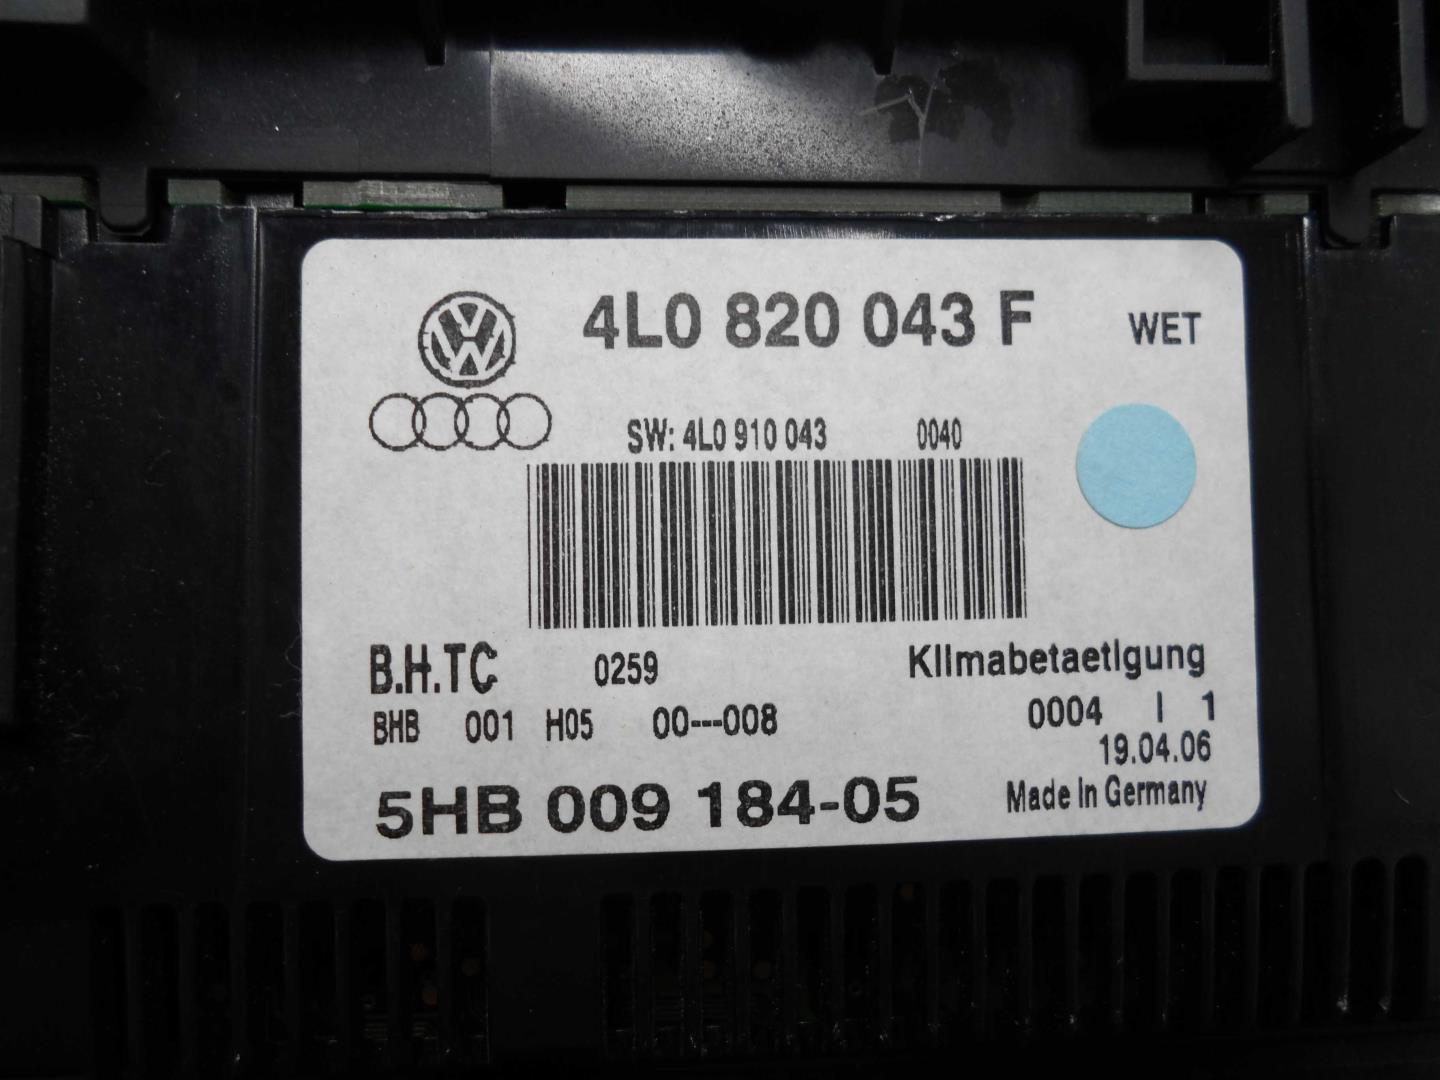 4L0 820 043 F WET
SW: 4L0 910 043 0040
B.H.TC 0259 Klimabetaetigung
BHB 001 H05 00---008 0004 I 1
19.04.06
5HB 009 184-05 Made In Germany